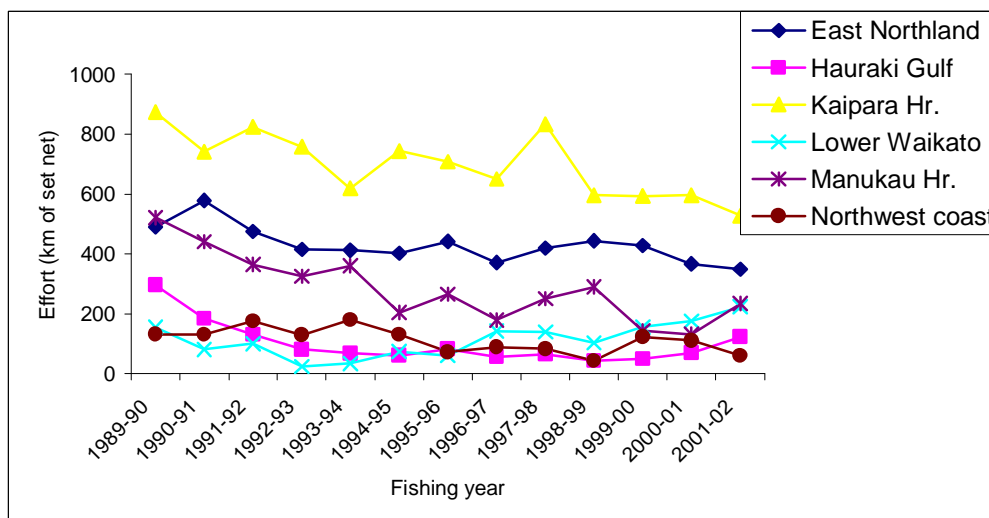 East Northland
Hauraki Gulf
Kaipara Hr.
Lower Waikato
Manukau Hr.
Northwest coast
Effort (km of set net)
1000
800
600
400
200
0
1989-90
1990-91
1991-92
1992-93
1993-94
1994-95
1995-96
1996-97
1997-98
1998-99
1999-00
2000-01
2001-02
Fishing year